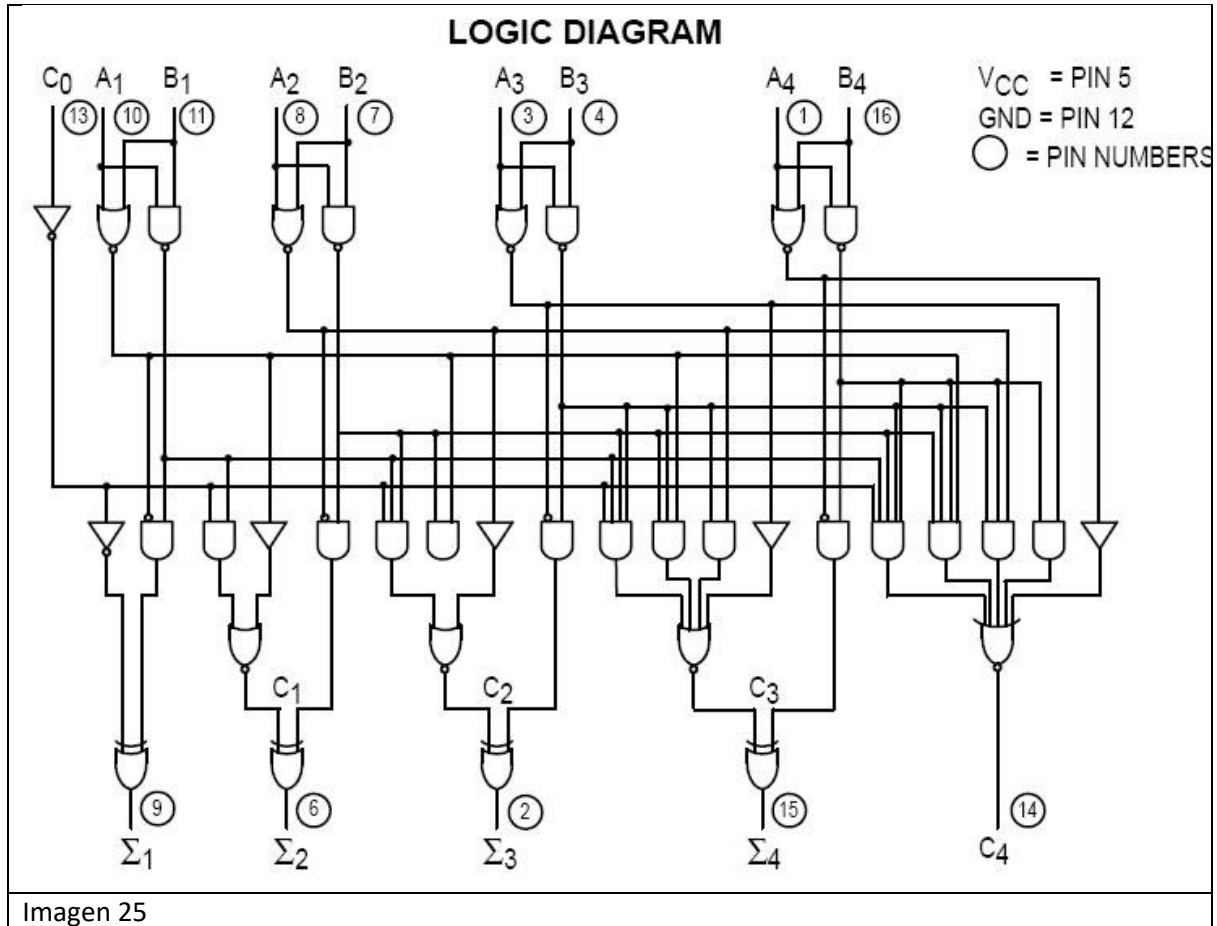 LOGIC DIAGRAM
C0 A1 B1 A2 B2 A3 B3 A4 B4
VCC = PIN 5
13 10 11 8 7 3 4 1 16
GND = PIN 12
= PIN NUMBERS
C1 C2 C3
9 6 2 15 14
Σ1 Σ2 Σ3 Σ4 C4
Imagen 25